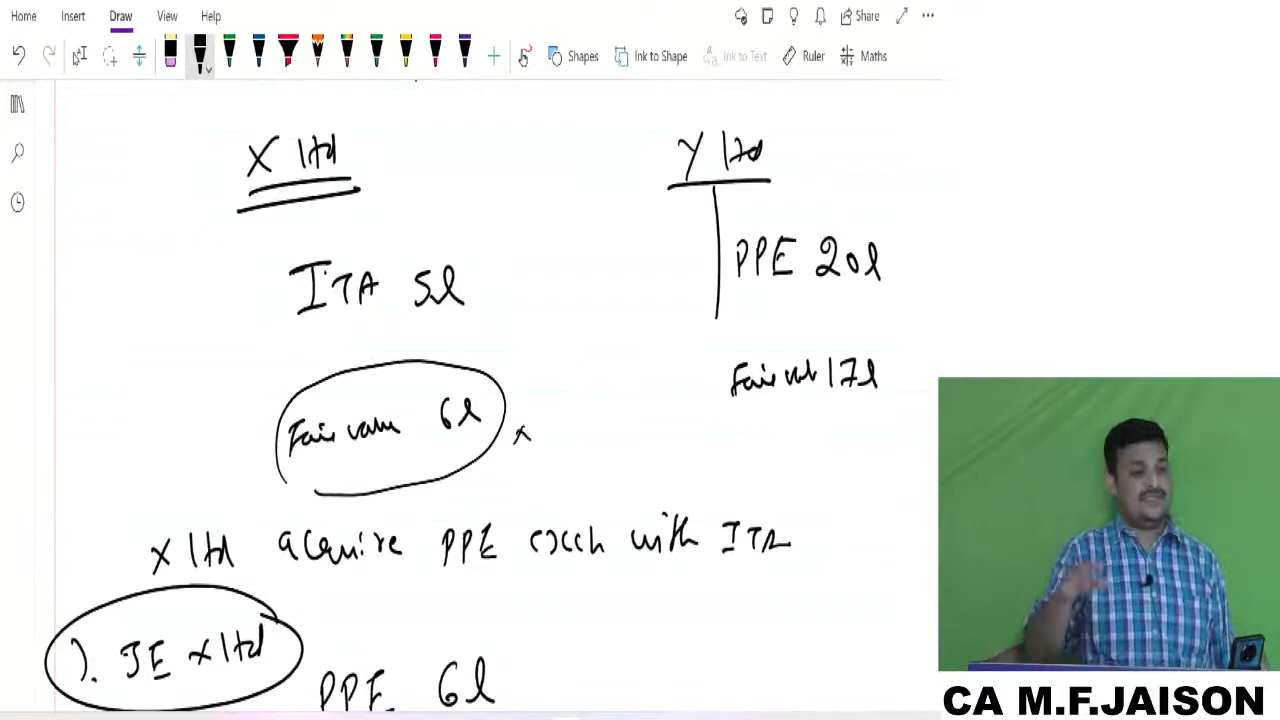 Home Insert Draw View Help
Share
Shapes Ink to Shape Ink to Text Ruler Maths
X ltd
Y ltd
ITA 5l
PPE 20l
Fair value 6l
Fair val 17l
X ltd acquire PPE exch with ITA
1. JE X ltd
PPE 6l
CA M.F.JAISON